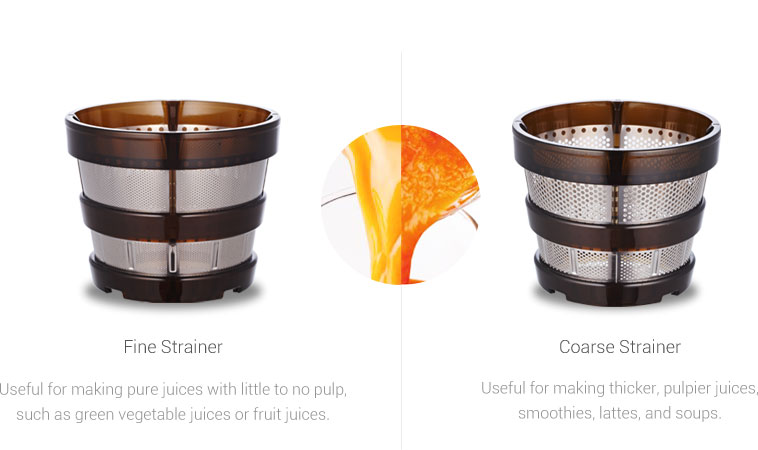 Fine Strainer
Useful for making pure juices with little to no pulp,
such as green vegetable juices or fruit juices.
Coarse Strainer
Useful for making thicker, pulpier juices,
smoothies, lattes, and soups.